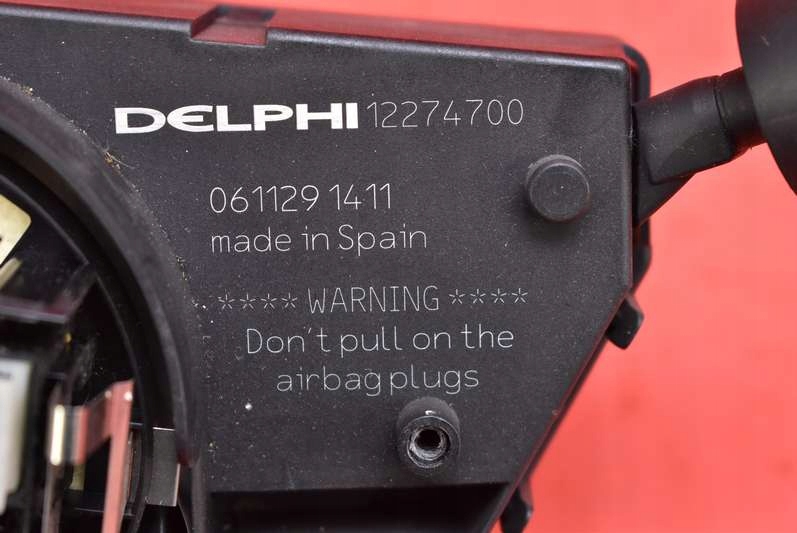 DELPHI 12274700
061129 1411
made in Spain
**** WARNING ****
Don't pull on the
airbag plugs